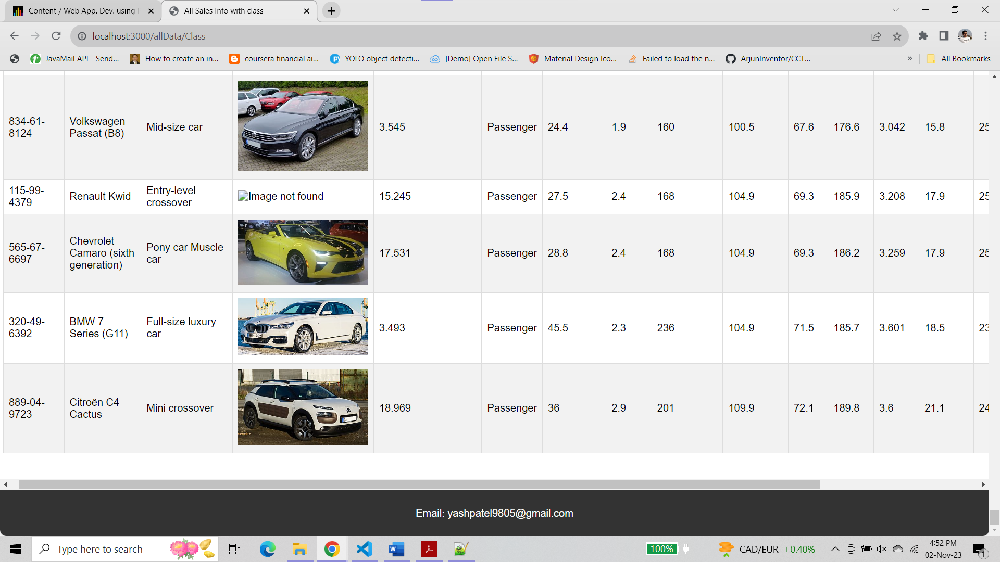 Content / Web App. Dev. using
All Sales Info with class
localhost:3000/allData/Class
JavaMail API - Send...
How to create an in...
coursera financial ai...
YOLO object detecti...
[Demo] Open File S...
Material Design Ico...
Failed to load the n...
ArjunInventor/CCT...
»
All Bookmarks
834-61-
8124
Volkswagen
Passat (B8)
Mid-size car
3.545
Passenger
24.4
1.9
160
100.5
67.6
176.6
3.042
15.8
25
115-99-
4379
Renault Kwid
Entry-level
crossover
Image not found
15.245
Passenger
27.5
2.4
168
104.9
69.3
185.9
3.208
17.9
25
565-67-
6697
Chevrolet
Camaro (sixth
generation)
Pony car Muscle
car
17.531
Passenger
28.8
2.4
168
104.9
69.3
186.2
3.259
17.9
25
320-49-
6392
BMW 7
Series (G11)
Full-size luxury
car
3.493
Passenger
45.5
2.3
236
104.9
71.5
185.7
3.601
18.5
23
889-04-
9723
Citroën C4
Cactus
Mini crossover
18.969
Passenger
36
2.9
201
109.9
72.1
189.8
3.6
21.1
24
Email: yashpatel9805@gmail.com
Type here to search
100%
CAD/EUR +0.40%
4:52 PM
02-Nov-23
1